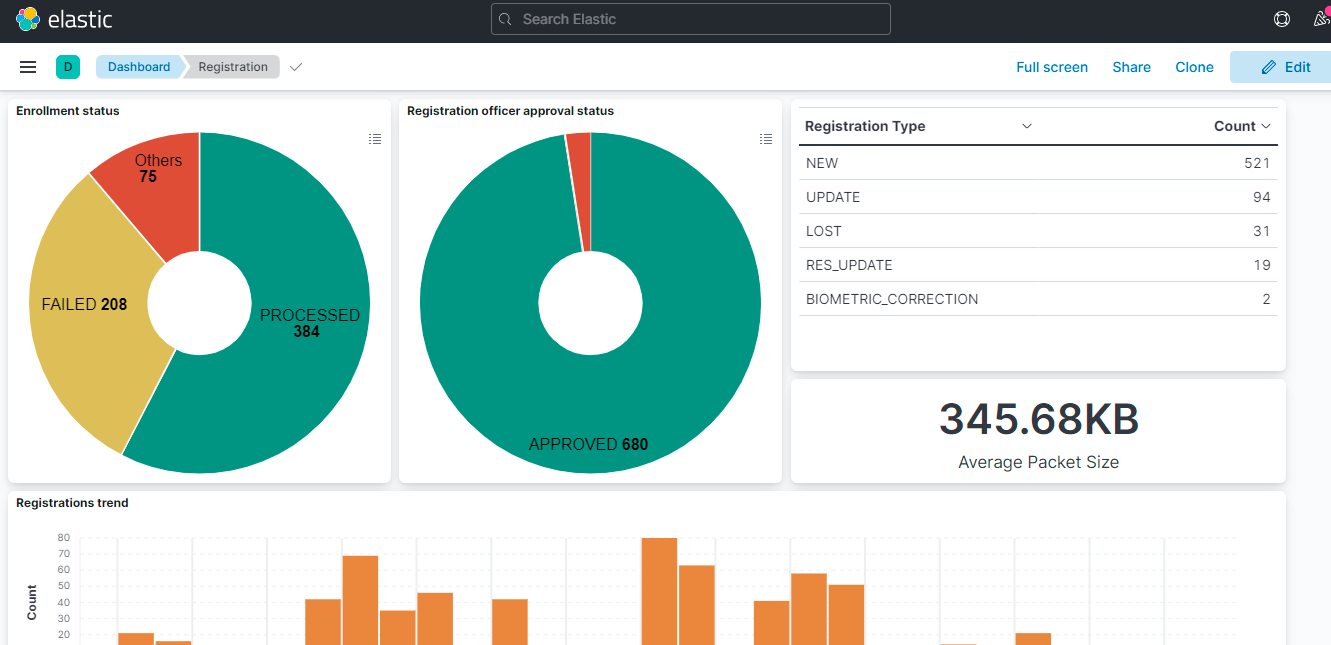 elastic
Search Elastic
D
Dashboard
Registration
Full screen
Share
Clone
Edit
Enrollment status
Others
75
FAILED 208
PROCESSED
384
Registration officer approval status
APPROVED 680
Registration Type Count
NEW 521
UPDATE 94
LOST 31
RES_UPDATE 19
BIOMETRIC_CORRECTION 2
345.68KB
Average Packet Size
Registrations trend
Count
80
70
60
50
40
30
20